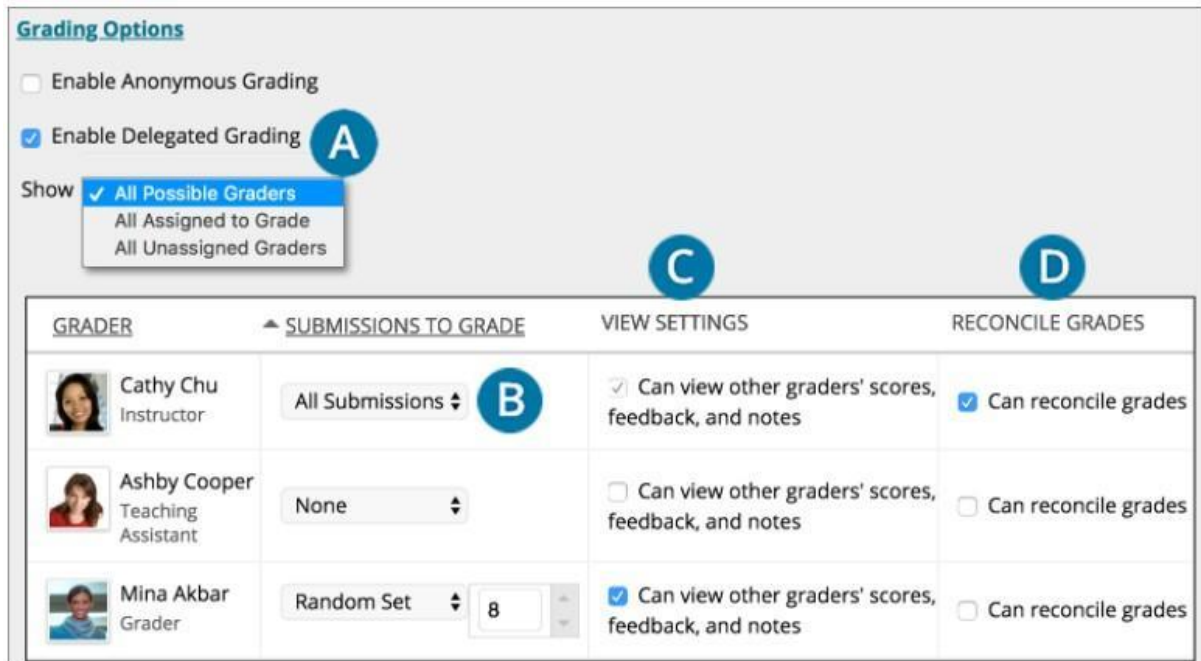 Grading Options
Enable Anonymous Grading
Enable Delegated Grading
A
Show
All Possible Graders
All Assigned to Grade
All Unassigned Graders
C
D
GRADER
SUBMISSIONS TO GRADE
VIEW SETTINGS
RECONCILE GRADES
Cathy Chu
Instructor
All Submissions
B
Can view other graders' scores,
feedback, and notes
Can reconcile grades
Ashby Cooper
Teaching
Assistant
None
Can view other graders' scores,
feedback, and notes
Can reconcile grades
Mina Akbar
Grader
Random Set
8
Can view other graders' scores,
feedback, and notes
Can reconcile grades